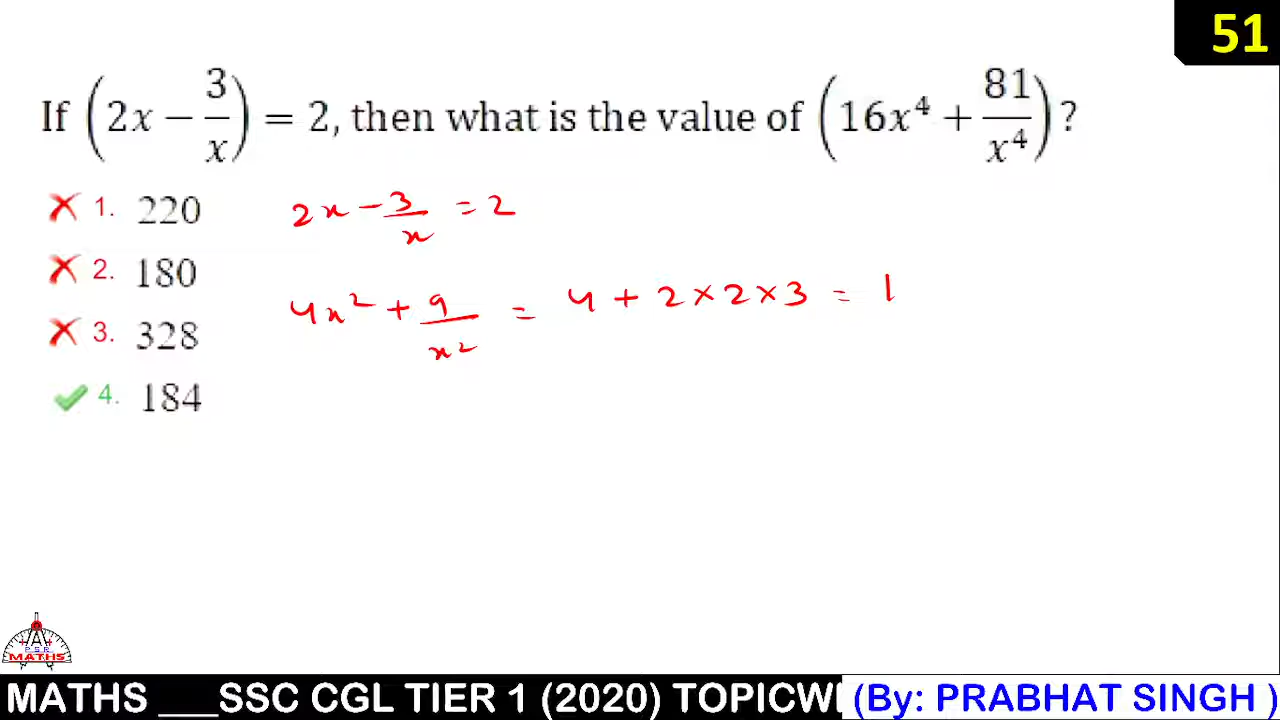 51
If (2x − 3/x) = 2, then what is the value of (16x⁴ + 81/x⁴)?
1. 220
2x − 3/x = 2
2. 180
4x² + 9/x² = 4 + 2×2×3 = 1
3. 328
4. 184
P S R
MATHS
MATHS ___SSC CGL TIER 1 (2020) TOPICWI (By: PRABHAT SINGH )